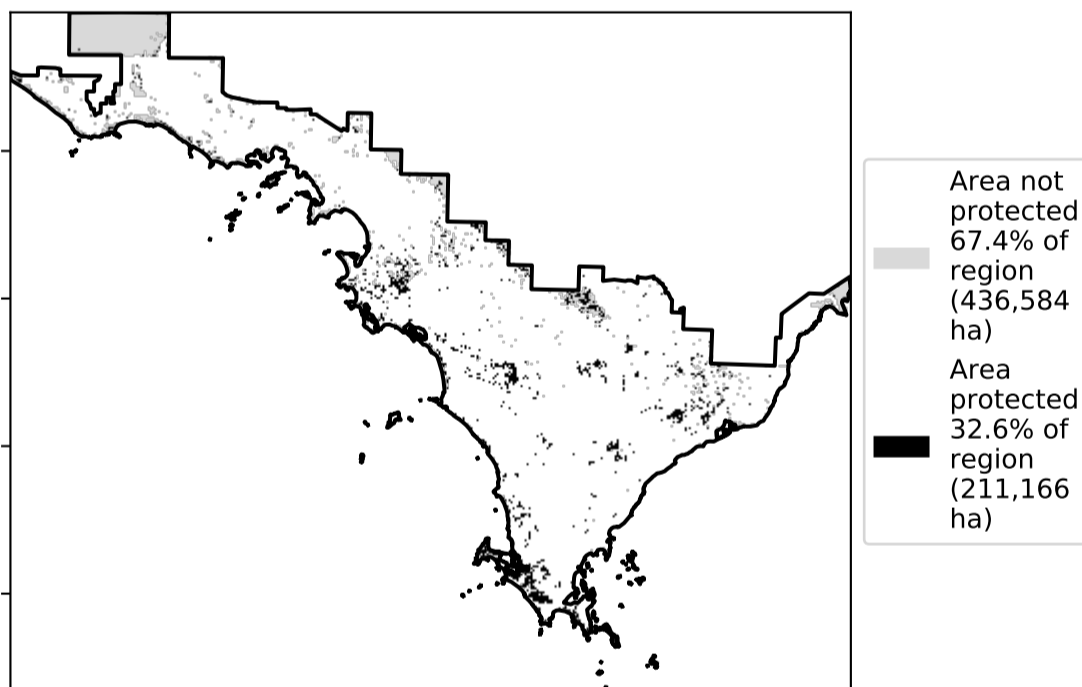 Area not
protected
67.4% of
region
(436,584
ha)
Area
protected
32.6% of
region
(211,166
ha)